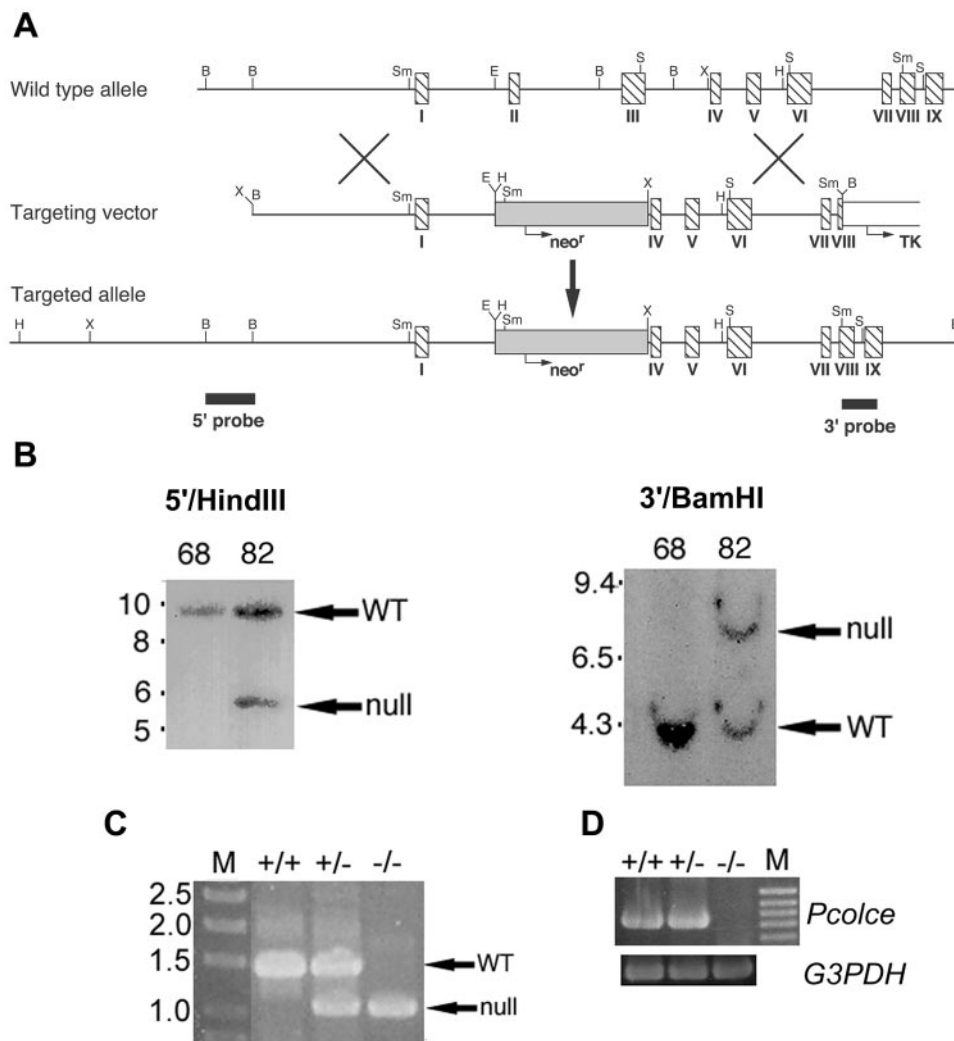 A
B B Sm E B S B X H S Sm S
Wild type allele
I II III IV V VI VII VIII IX
X B Sm E H Sm X H S Sm B
Targeting vector
I neoʳ IV V VI VII VIII TK
Targeted allele
H X B B Sm E H Sm X H S Sm S B
I neoʳ IV V VI VII VIII IX
5' probe
3' probe
B
5'/HindIII
68 82
10
8
6
5
WT
null
3'/BamHI
68 82
9.4
6.5
4.3
null
WT
C
M +/+ +/- -/-
2.5
2.0
1.5
1.0
WT
null
D
+/+ +/- -/- M
Pcolce
G3PDH